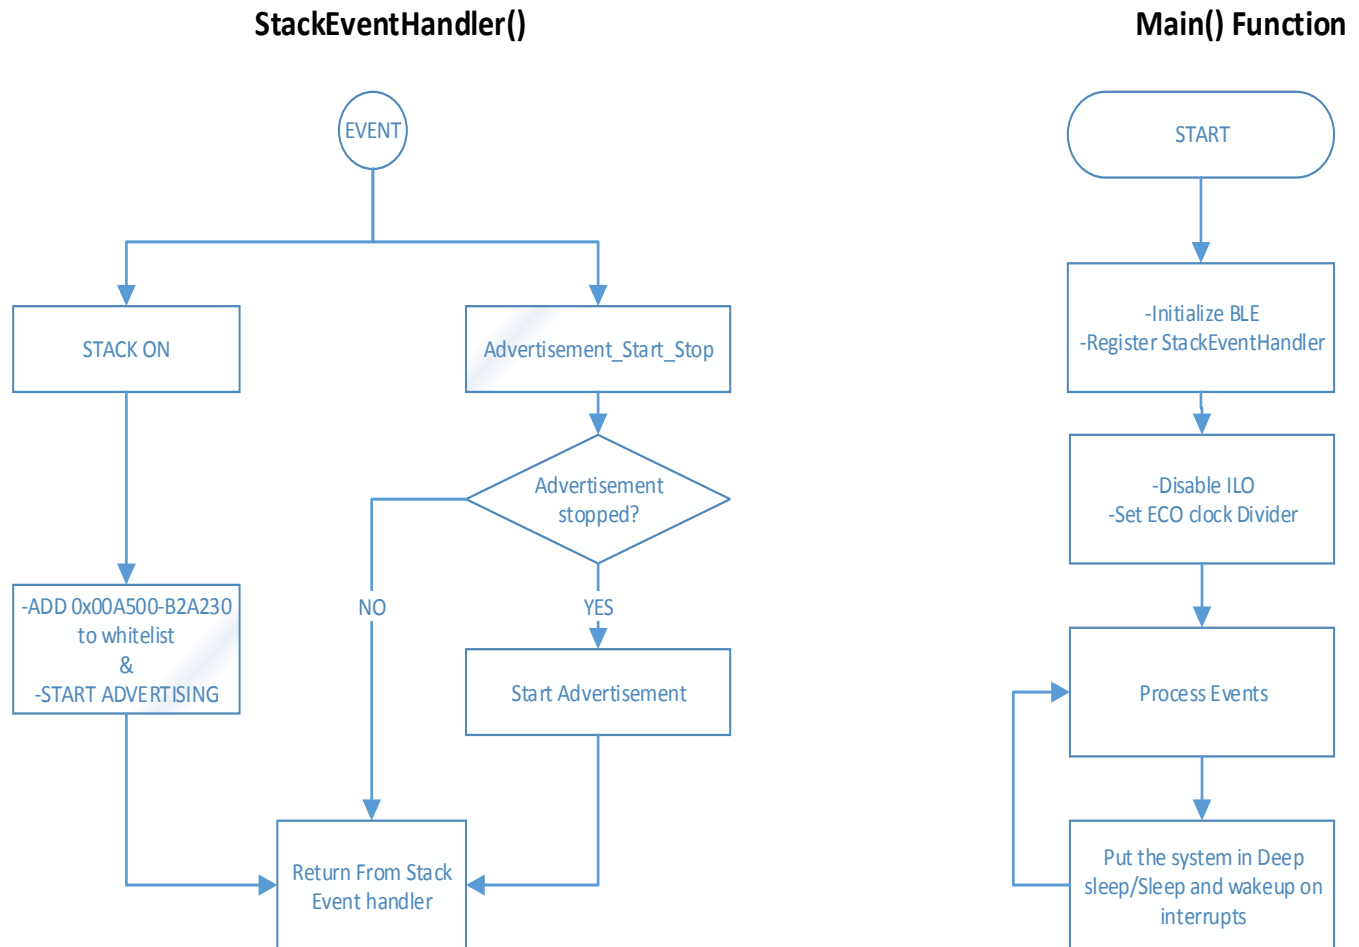 StackEventHandler()
EVENT
STACK ON
-ADD 0x00A500-B2A230
to whitelist
&
-START ADVERTISING
Advertisement_Start_Stop
Advertisement
stopped?
NO
YES
Start Advertisement
Return From Stack
Event handler
Main() Function
START
-Initialize BLE
-Register StackEventHandler
-Disable ILO
-Set ECO clock Divider
Process Events
Put the system in Deep
sleep/Sleep and wakeup on
interrupts